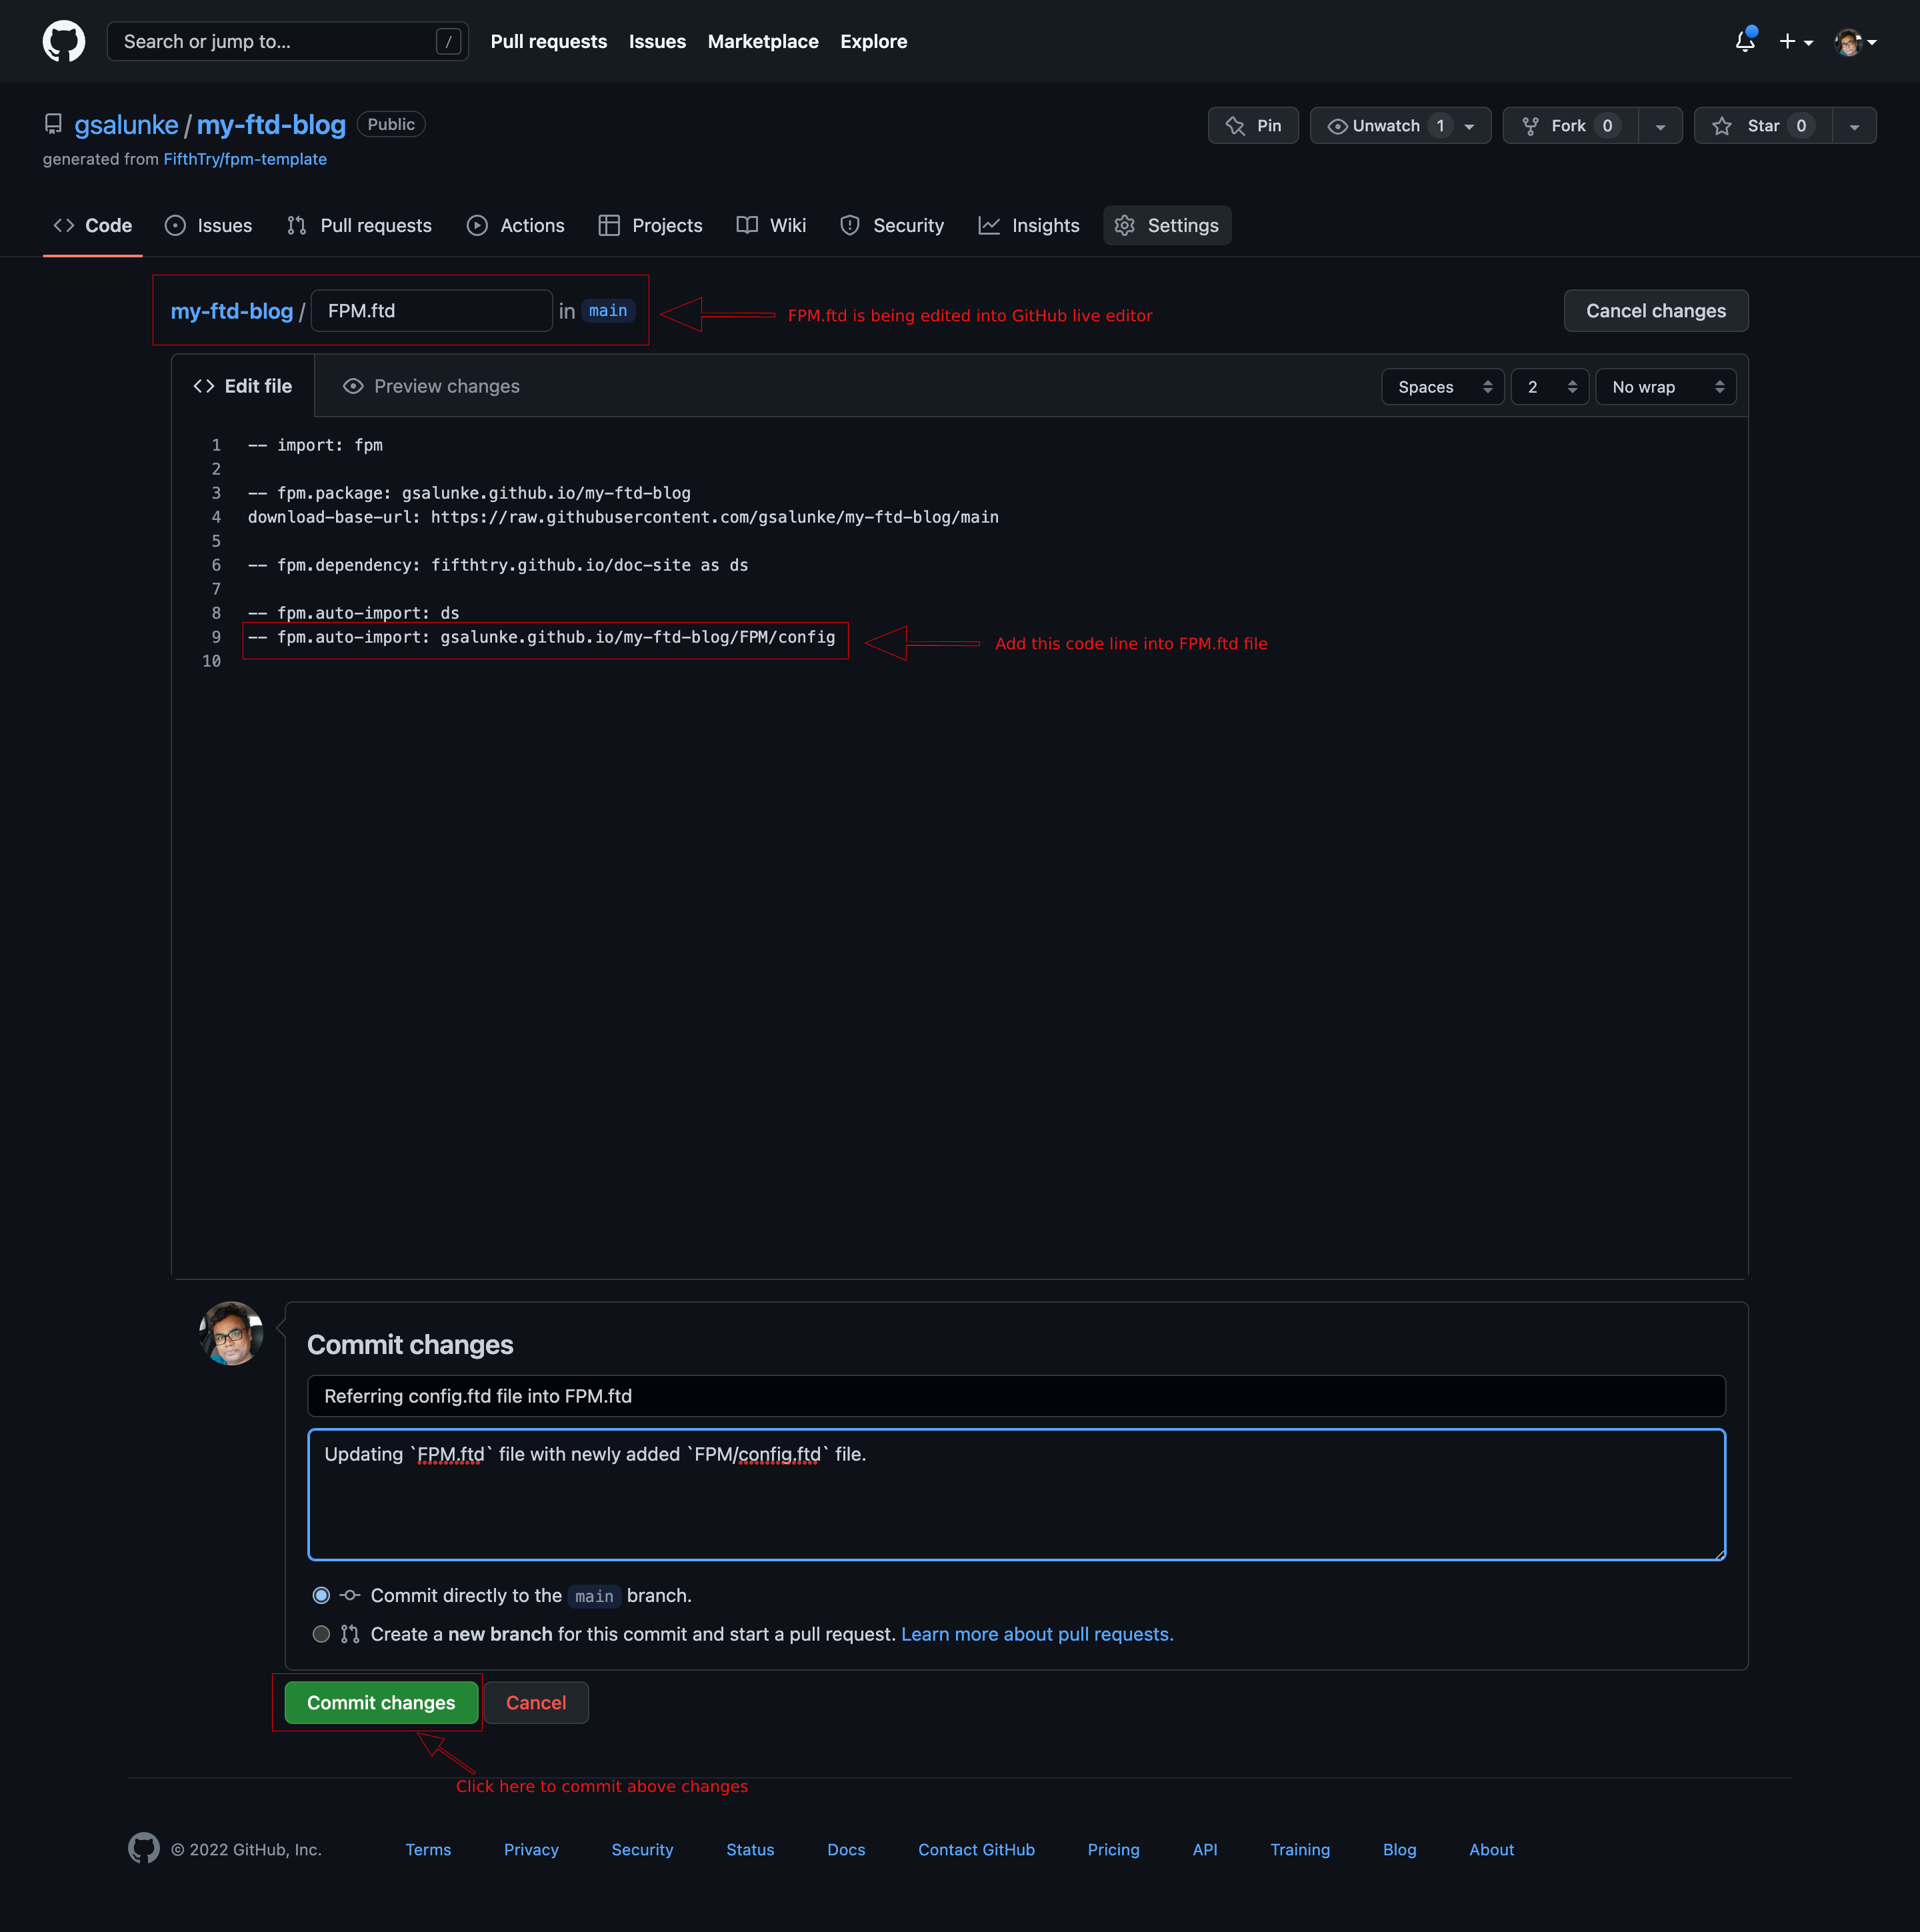 Search or jump to... /
Pull requests Issues Marketplace Explore
gsalunke / my-ftd-blog Public
Pin Unwatch 1 Fork 0 Star 0
generated from FifthTry/fpm-template
Code Issues Pull requests Actions Projects Wiki Security Insights Settings
my-ftd-blog / FPM.ftd in main
FPM.ftd is being edited into GitHub live editor
Cancel changes
Edit file Preview changes
Spaces 2 No wrap
1 -- import: fpm
2
3 -- fpm.package: gsalunke.github.io/my-ftd-blog
4 download-base-url: https://raw.githubusercontent.com/gsalunke/my-ftd-blog/main
5
6 -- fpm.dependency: fifthtry.github.io/doc-site as ds
7
8 -- fpm.auto-import: ds
9 -- fpm.auto-import: gsalunke.github.io/my-ftd-blog/FPM/config
Add this code line into FPM.ftd file
10
Commit changes
Referring config.ftd file into FPM.ftd
Updating `FPM.ftd` file with newly added `FPM/config.ftd` file.
Commit directly to the main branch.
Create a new branch for this commit and start a pull request. Learn more about pull requests.
Commit changes Cancel
Click here to commit above changes
© 2022 GitHub, Inc. Terms Privacy Security Status Docs Contact GitHub Pricing API Training Blog About